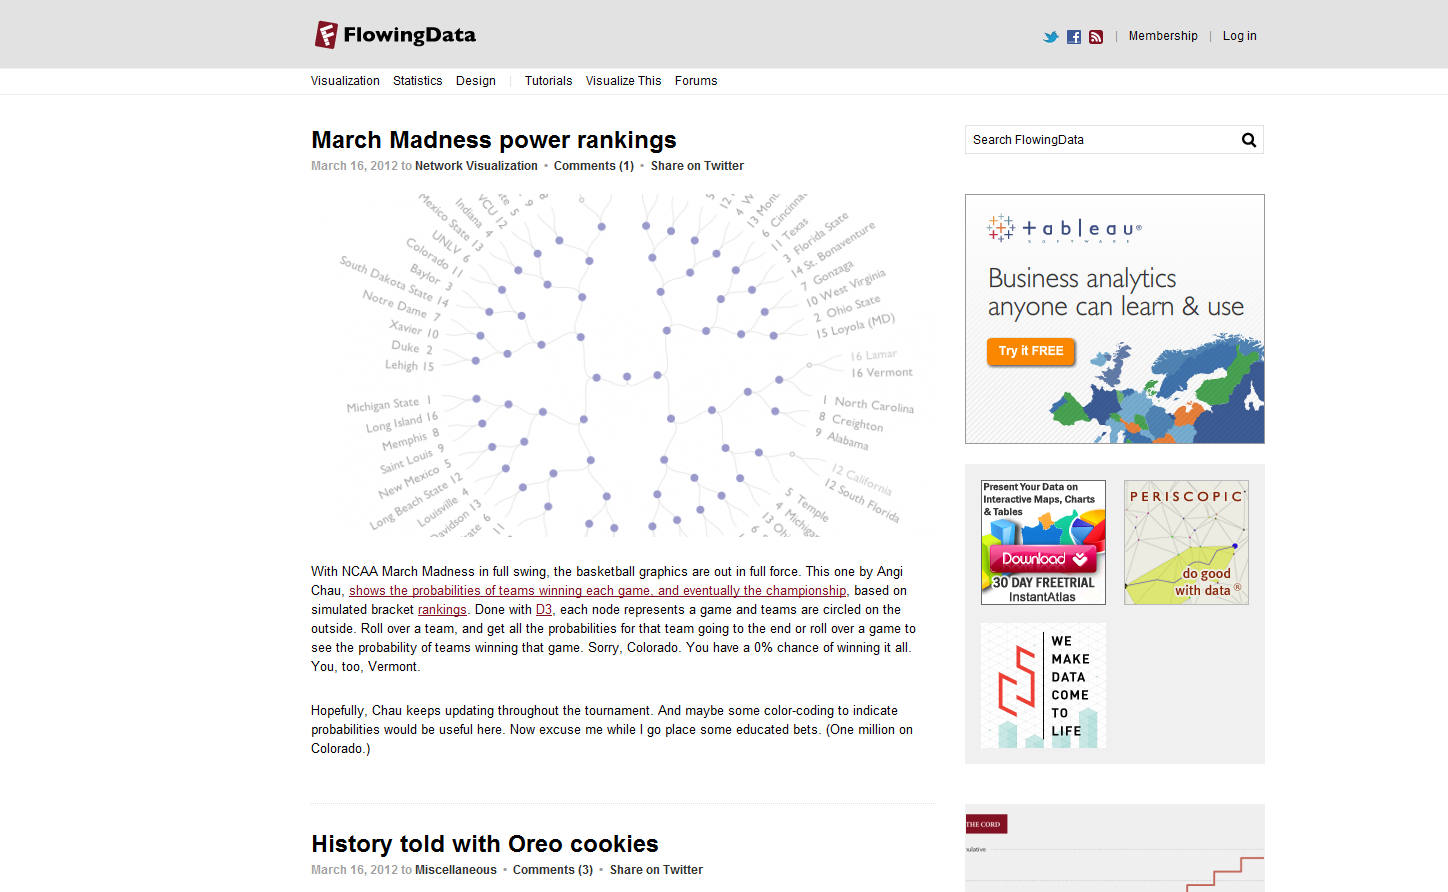 FlowingData
Membership | Log in
Visualization Statistics Design | Tutorials Visualize This Forums
March Madness power rankings
March 16, 2012 to Network Visualization • Comments (1) • Share on Twitter
Mexico State 13
Indiana 4
VCU 12
UNLV 6
Colorado 11
Baylor 3
South Dakota State 14
Notre Dame 7
Xavier 10
Duke 2
Lehigh 15
Michigan State 1
Long Island 16
Memphis 8
Saint Louis 9
New Mexico 5
Long Beach State 12
Louisville 4
Davidson 13
6 Cincinnat
11 Texas
3 Florida State
14 St. Bonaventure
7 Gonzaga
10 West Virginia
2 Ohio State
15 Loyola (MD)
16 Lamar
16 Vermont
1 North Carolina
8 Creighton
9 Alabama
12 California
12 South Florida
5 Temple
4 Michigan
With NCAA March Madness in full swing, the basketball graphics are out in full force. This one by Angi
Chau, shows the probabilities of teams winning each game, and eventually the championship, based on
simulated bracket rankings. Done with D3, each node represents a game and teams are circled on the
outside. Roll over a team, and get all the probabilities for that team going to the end or roll over a game to
see the probability of teams winning that game. Sorry, Colorado. You have a 0% chance of winning it all.
You, too, Vermont.
Hopefully, Chau keeps updating throughout the tournament. And maybe some color-coding to indicate
probabilities would be useful here. Now excuse me while I go place some educated bets. (One million on
Colorado.)
History told with Oreo cookies
March 16, 2012 to Miscellaneous • Comments (3) • Share on Twitter
Search FlowingData
+ableau®
SOFTWARE
Business analytics
anyone can learn & use
Try it FREE
Present Your Data on
Interactive Maps, Charts
& Tables
Download
30 DAY FREETRIAL
InstantAtlas
PERISCOPIC
do good
with data ®
WE
MAKE
DATA
COME
TO
LIFE
THE CORD
ulative